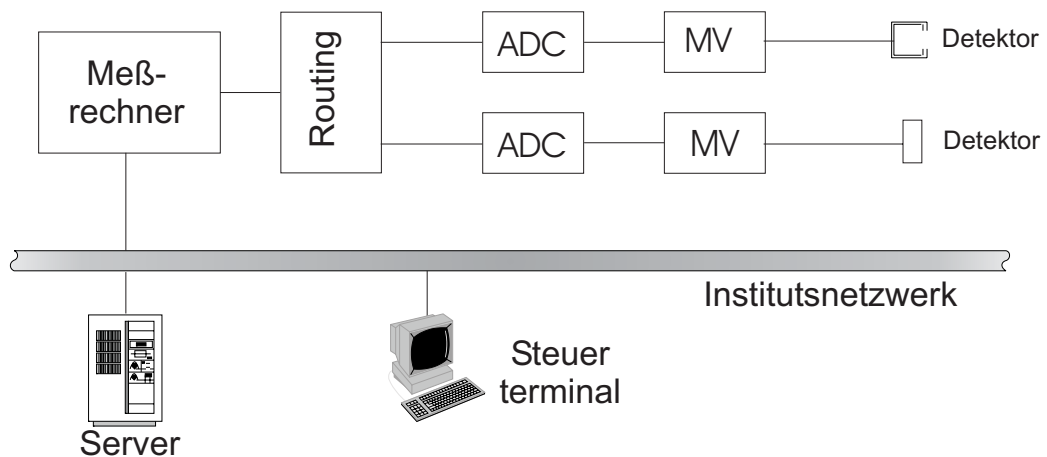 Meß-
rechner
Routing
ADC
MV
Detektor
ADC
MV
Detektor
Institutsnetzwerk
Server
Steuer
terminal